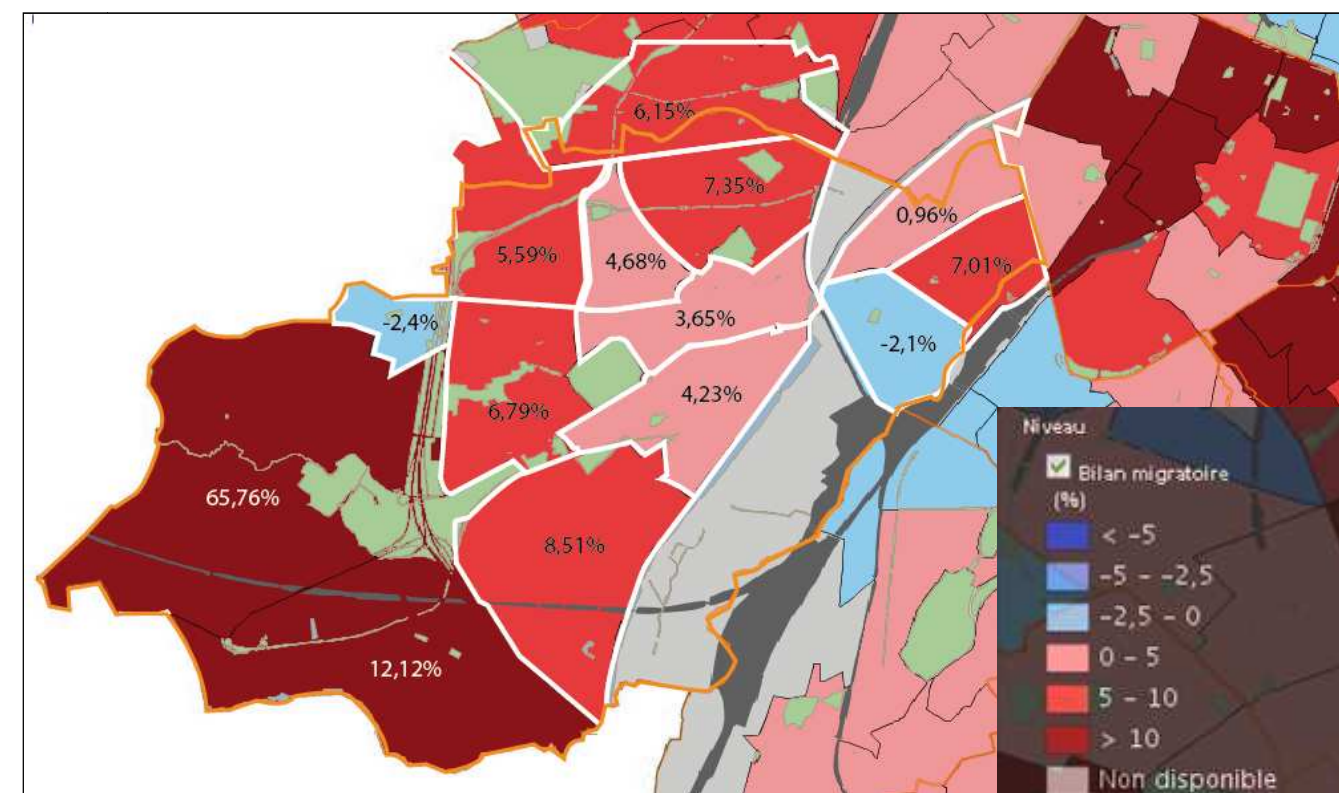 6,15%
7,35%
0,96%
5,59%
4,68%
7,01%
-2,4%
3,65%
-2,1%
6,79%
4,23%
65,76%
8,51%
12,12%
Niveau
Bilan migratoire
(%)
< -5
-5 - -2,5
-2,5 - 0
0 - 5
5 - 10
> 10
Non disponible